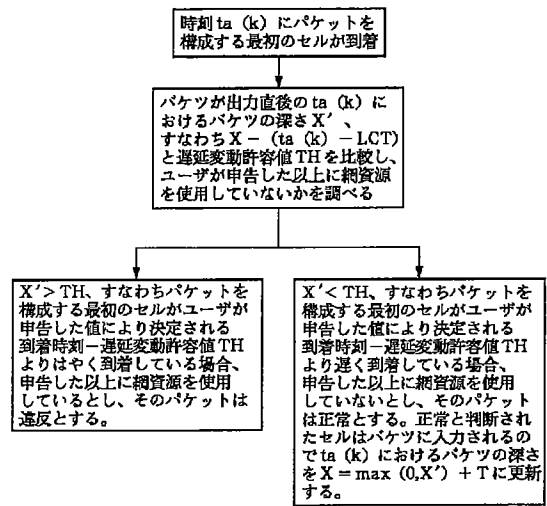 時刻ta（k）にパケットを
構成する最初のセルが到着
バケツが出力直後のta（k）に
おけるバケツの深さX′、
すなわちX－（ta（k）－LCT）
と遅延変動許容値THを比較し、
ユーザが申告した以上に網資源
を使用していないかを調べる
X′＞TH、すなわちパケットを
構成する最初のセルがユーザが
申告した値により決定される
到着時刻－遅延変動許容値TH
よりはやく到着している場合、
申告した以上に網資源を使用
しているとし、そのパケットは
違反とする。
X′＜TH、すなわちパケットを
構成する最初のセルがユーザが
申告した値により決定される
到着時刻－遅延変動許容値TH
より遅く到着している場合、
申告した以上に網資源を使用
していないとし、そのパケット
は正常とする。正常と判断され
たセルはバケツに入力されるの
でta（k）におけるバケツの深さ
をX＝max（0,X′）＋Tに更新
する。